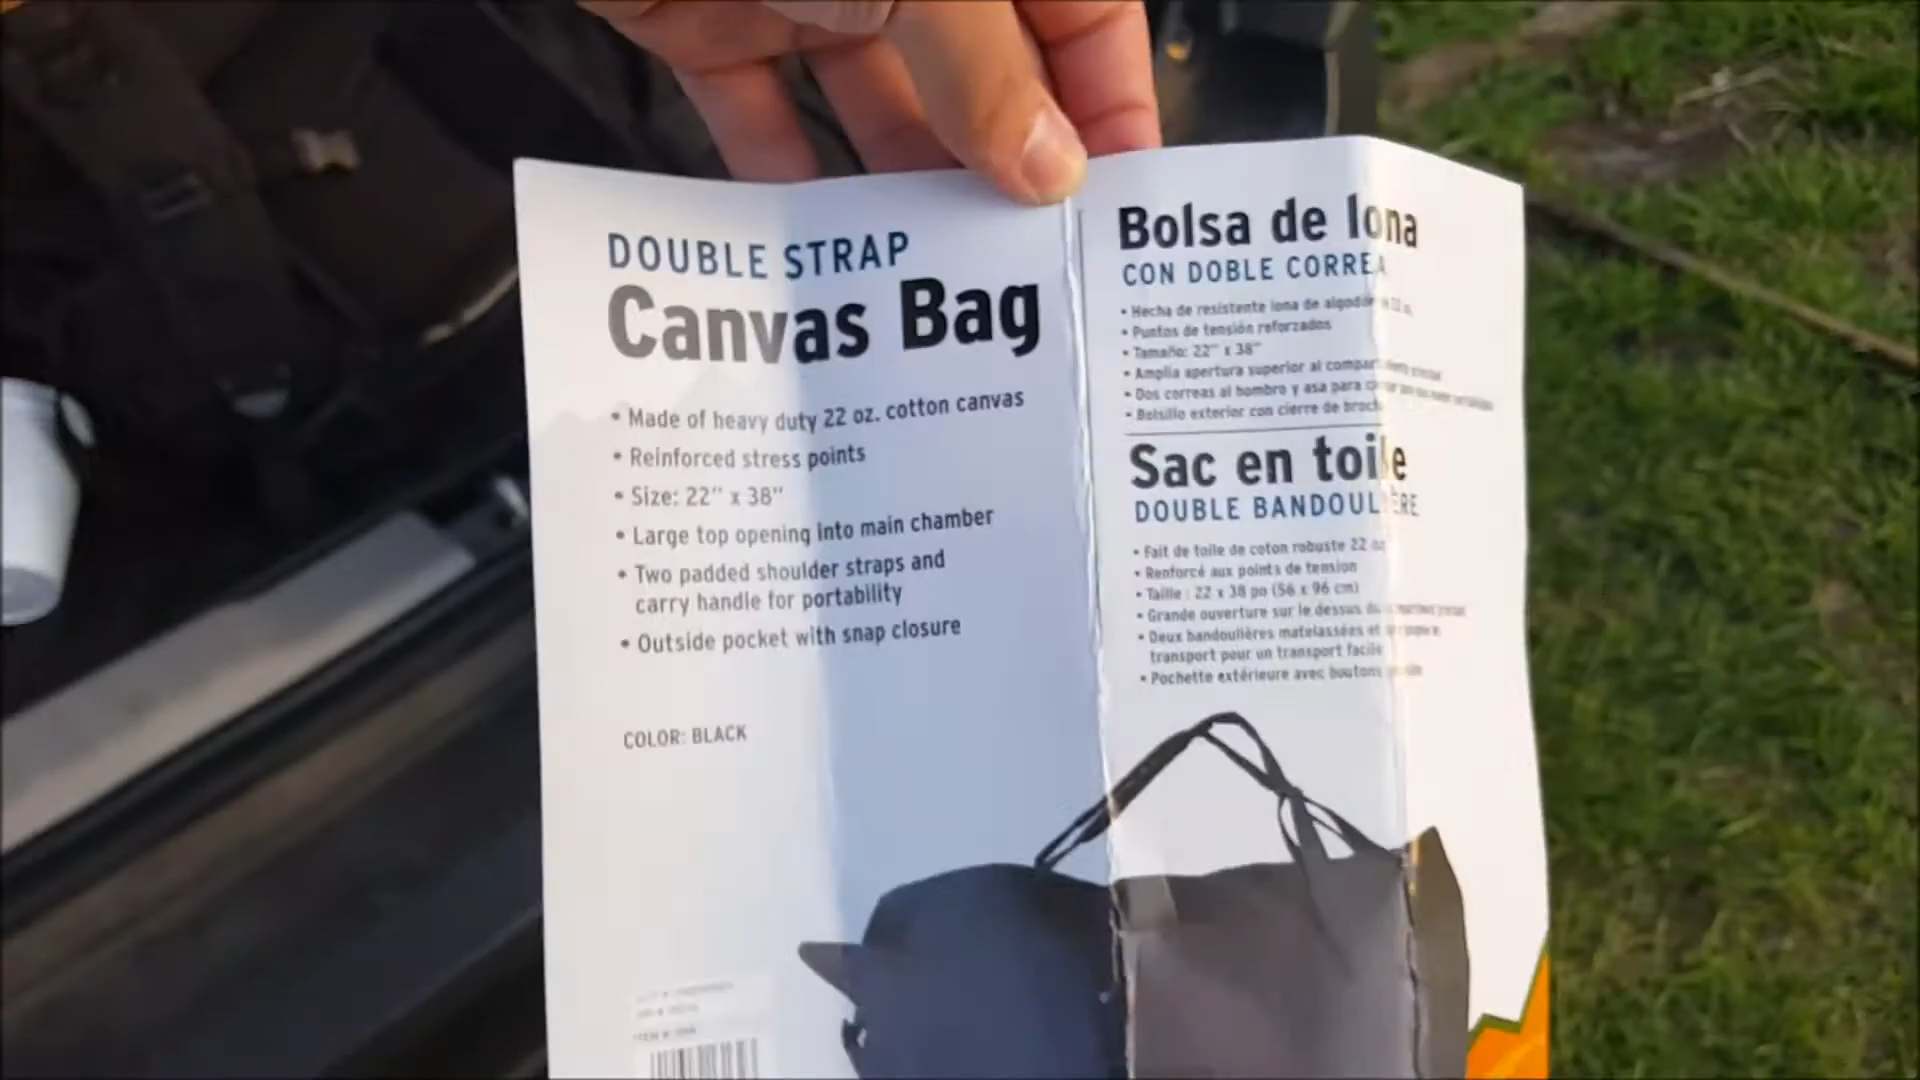 DOUBLE STRAP
Canvas Bag
• Made of heavy duty 22 oz. cotton canvas
• Reinforced stress points
• Size: 22" x 38"
• Large top opening into main chamber
• Two padded shoulder straps and
carry handle for portability
• Outside pocket with snap closure
COLOR: BLACK
Bolsa de lona
CON DOBLE CORREA
• Hecha de resistente lona de algodón
• Puntos de tensión reforzados
• Tamaño: 22" x 38"
• Amplia apertura superior al
• Dos correas al hombro y asa para
• Bolsillo exterior con cierre de
Sac en toile
DOUBLE BANDOULIÈRE
• Fait de toile de coton robuste 22
• Renforcé aux points de tension
• Taille : 22 x 38 po (56 x 96 cm)
• Grande ouverture sur le dessus
• Deux bandoulières matelassées et
transport pour un transport facile
• Pochette extérieure avec boutons